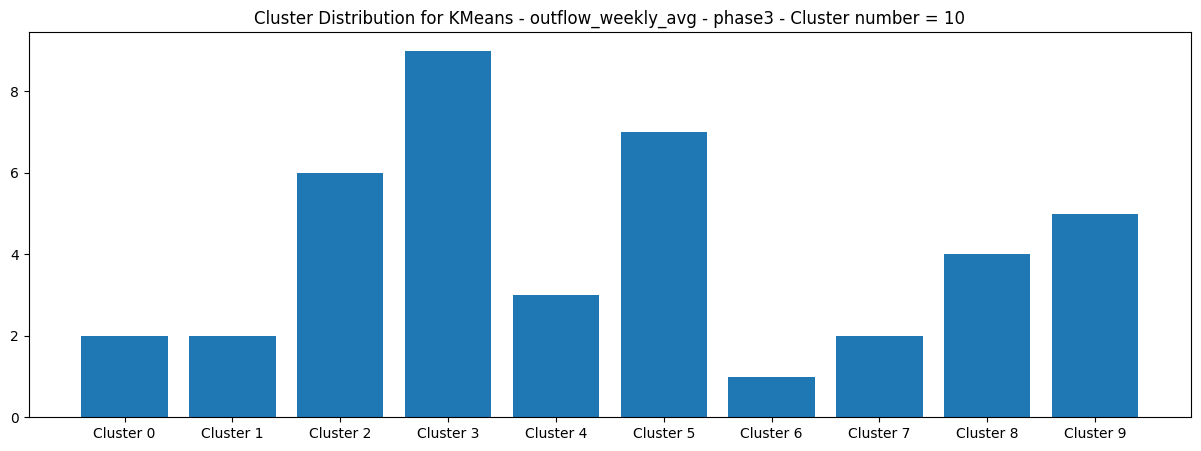 Cluster Distribution for KMeans - outflow_weekly_avg - phase3 - Cluster number = 10
8
6
4
2
0
Cluster 0 Cluster 1 Cluster 2 Cluster 3 Cluster 4 Cluster 5 Cluster 6 Cluster 7 Cluster 8 Cluster 9